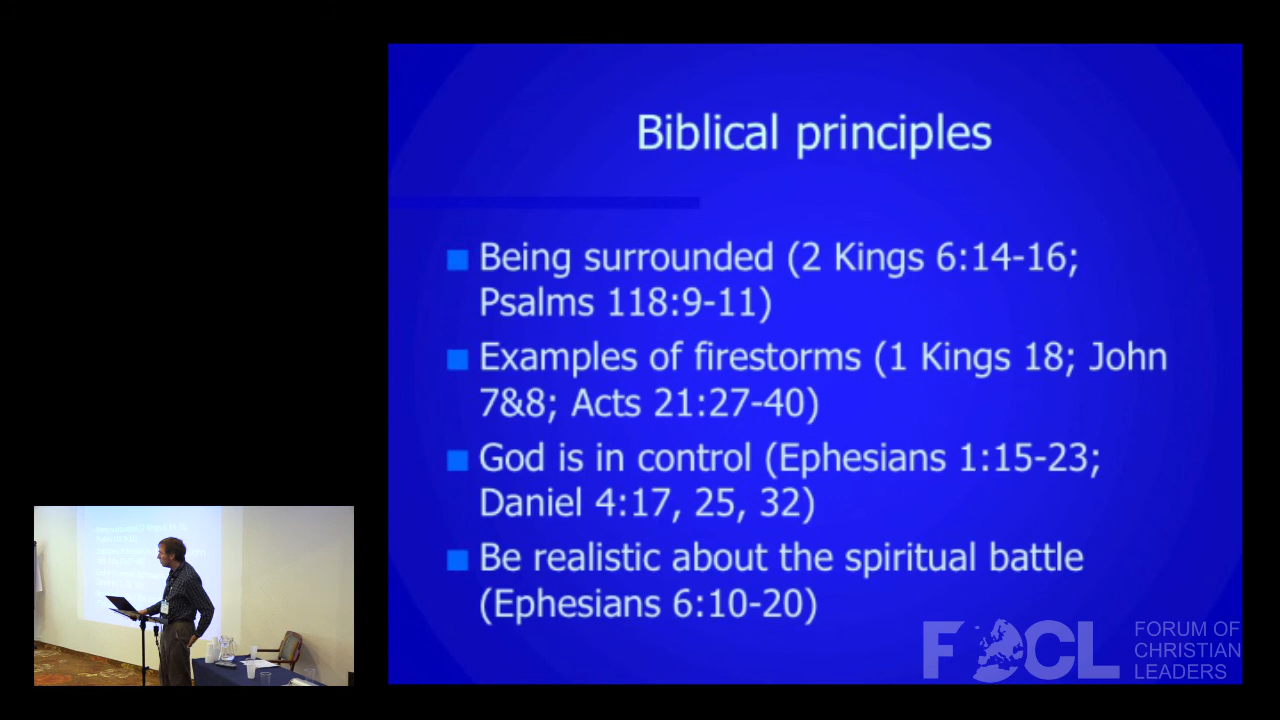 Biblical principles
Being surrounded (2 Kings 6:14-16;
Psalms 118:9-11)
Examples of firestorms (1 Kings 18; John
7&8; Acts 21:27-40)
God is in control (Ephesians 1:15-23;
Daniel 4:17, 25, 32)
Be realistic about the spiritual battle
(Ephesians 6:10-20)
FOCL
FORUM OF
CHRISTIAN
LEADERS